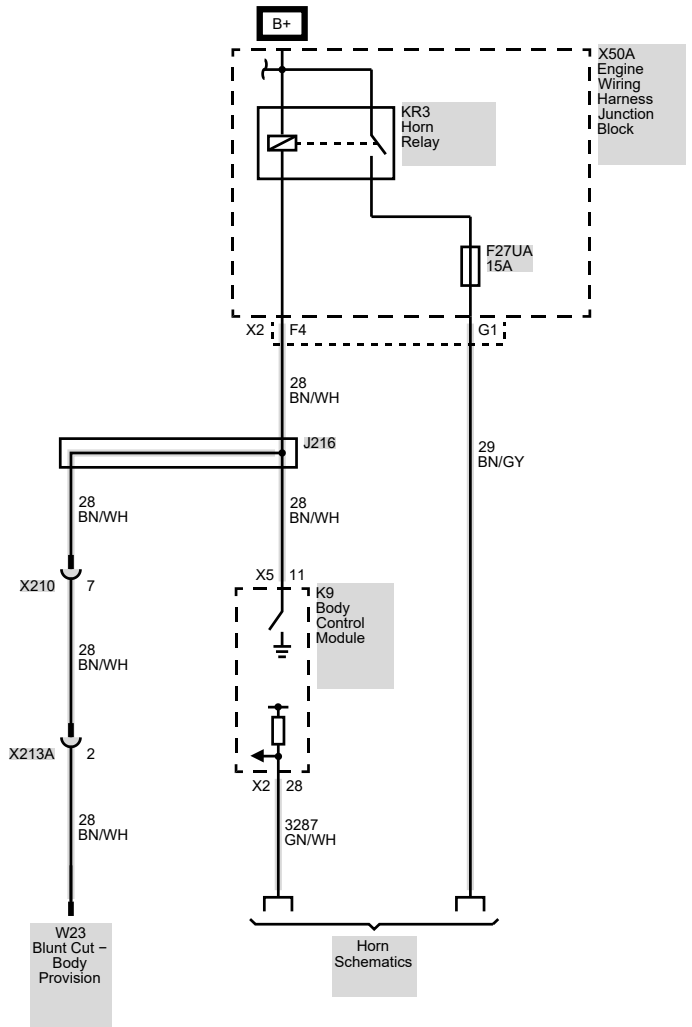 B+
X50A
Engine
Wiring
Harness
Junction
Block
KR3
Horn
Relay
F27UA
15A
X2 F4 G1
28
BN/WH
J216
29
BN/GY
28
BN/WH
28
BN/WH
X5 11
X210 7
K9
Body
Control
Module
28
BN/WH
X213A 2
X2 28
28
BN/WH
3287
GN/WH
W23
Blunt Cut –
Body
Provision
Horn
Schematics